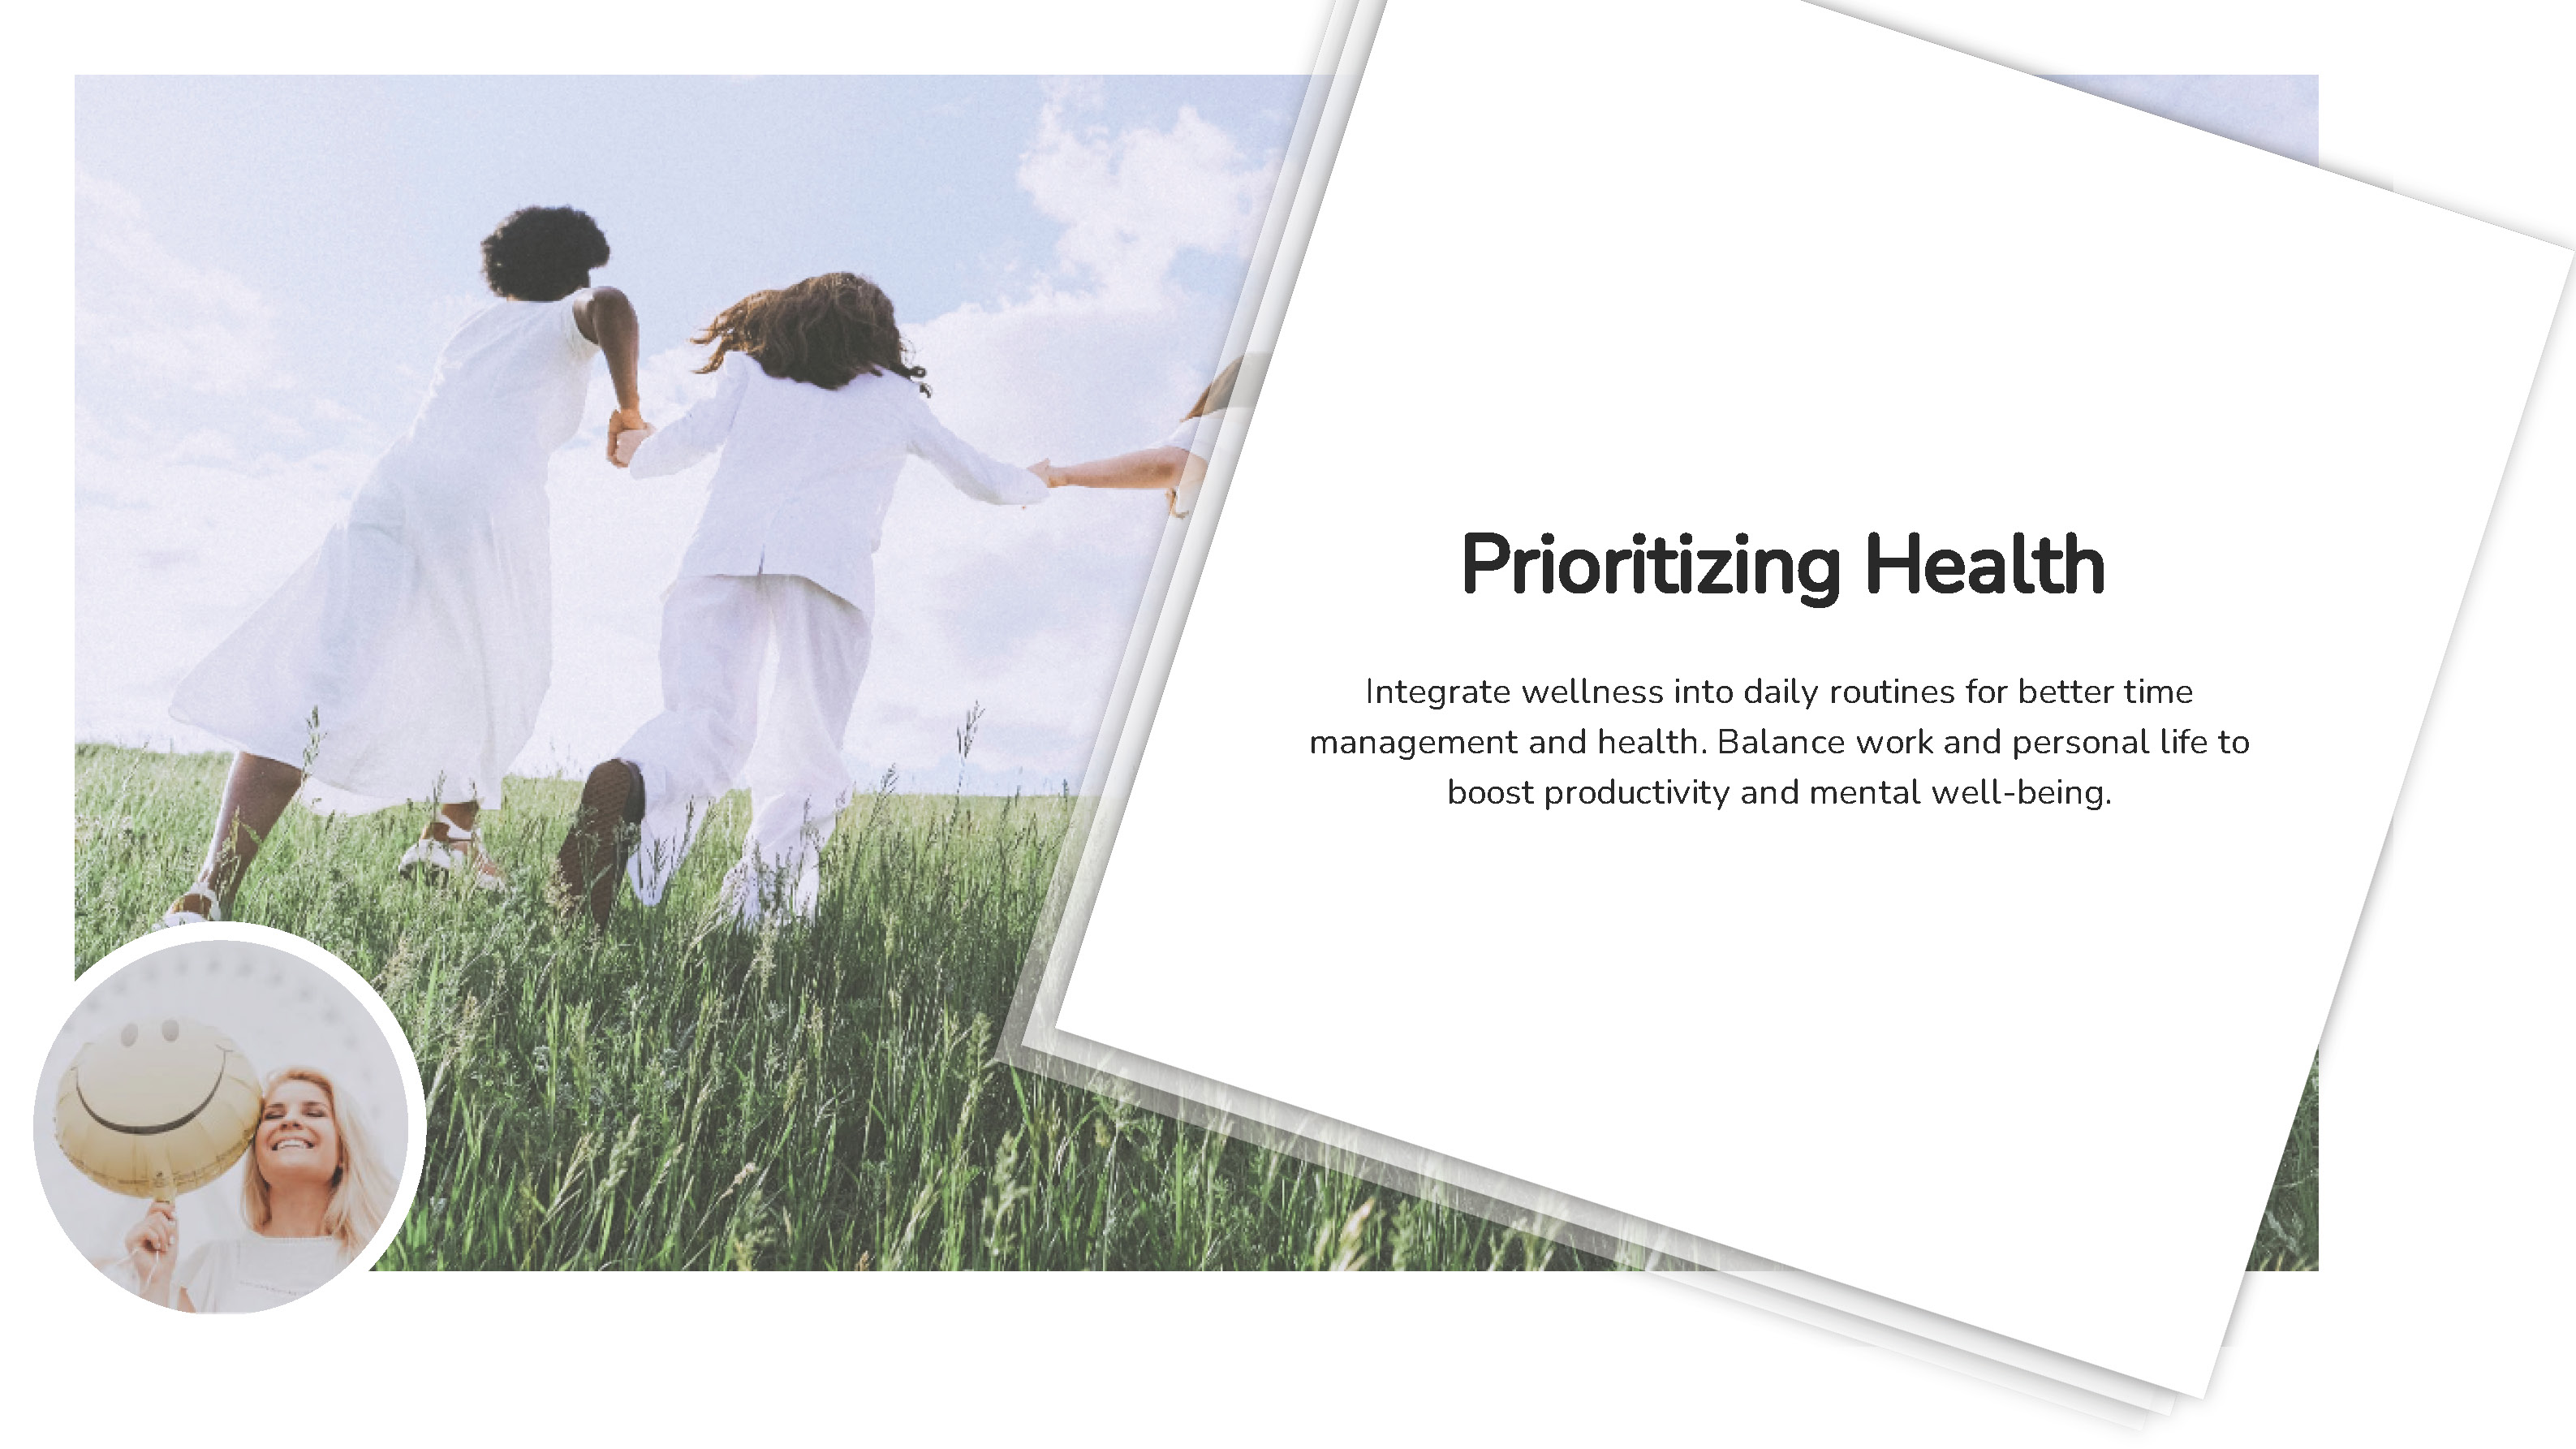 Prioritizing Health
Integrate wellness into daily routines for better time
management and health. Balance work and personal life to
boost productivity and mental well-being.